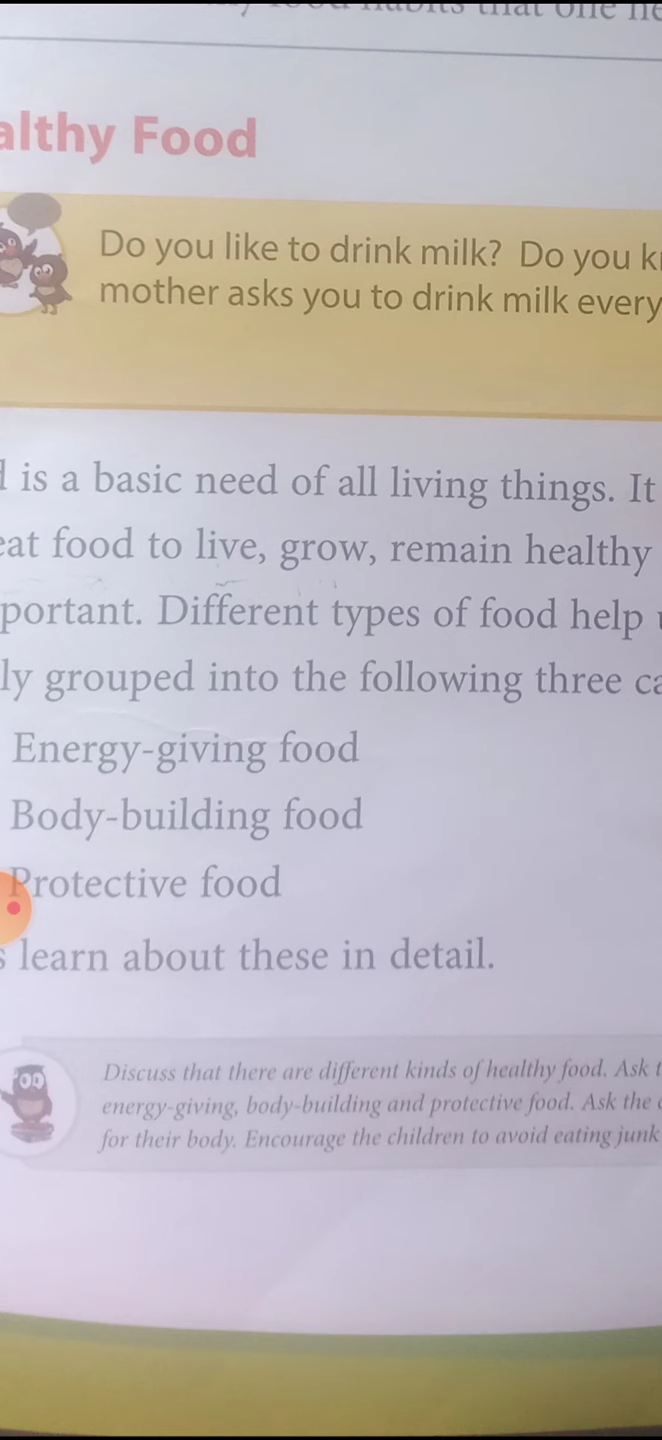 habits that one
Food
Do you like to drink milk? Do you
mother asks you to drink milk every
is a basic need of all living things. It
eat food to live, grow, remain healthy
Different types of food help
grouped into the following three
Energy-giving food
Body-building food
Protective food
learn about these in detail.
Discuss that there are different kinds of healthy food. Ask
energy-giving, body-building and protective food. Ask the
for their body. Encourage the children to avoid eating junk